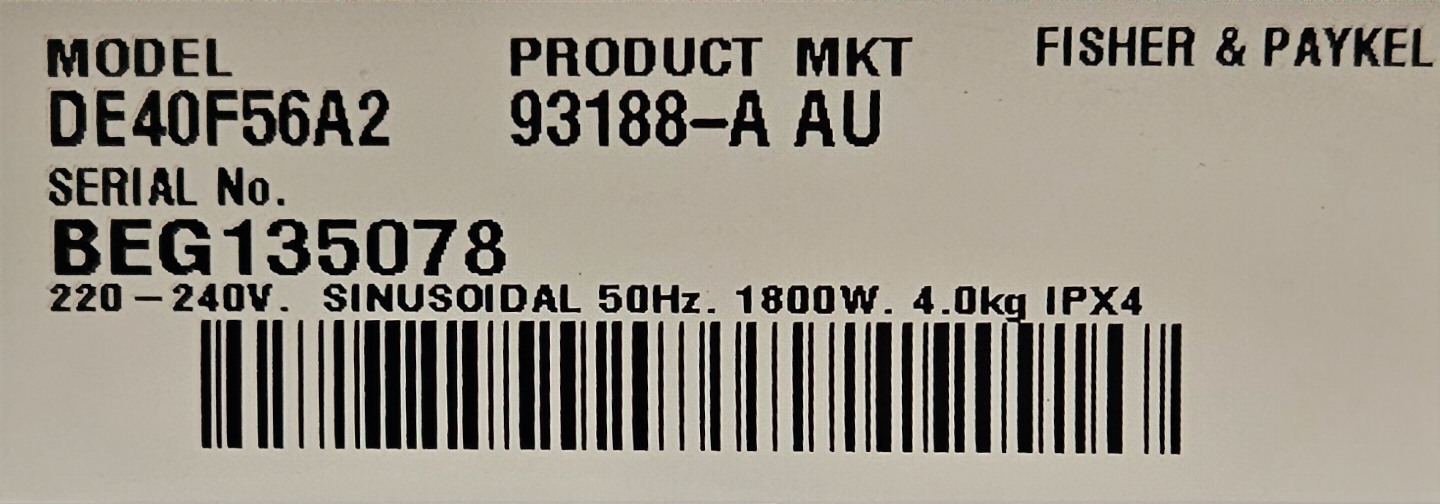 MODEL PRODUCT MKT FISHER & PAYKEL
DE40F56A2 93188-A AU
SERIAL No.
BEG135078
220-240V. SINUSOIDAL 50Hz. 1800W. 4.0kg IPX4